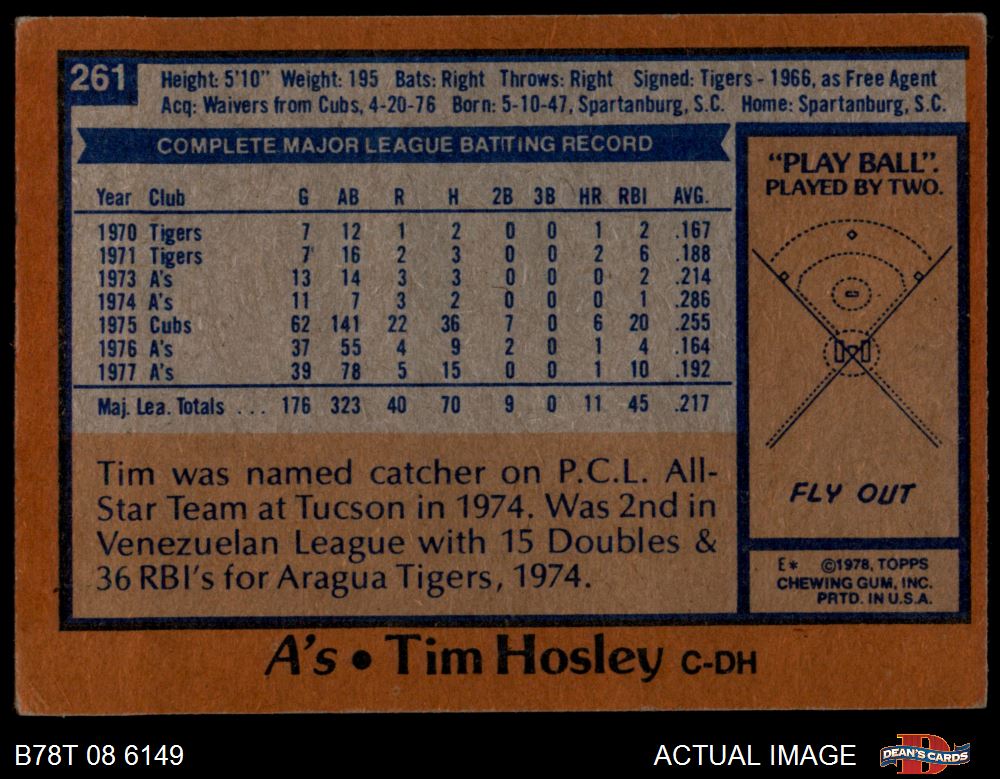 261
Height: 5'10" Weight: 195 Bats: Right Throws: Right Signed: Tigers - 1966, as Free Agent
Acq: Waivers from Cubs, 4-20-76 Born: 5-10-47, Spartanburg, S.C. Home: Spartanburg, S.C.
COMPLETE MAJOR LEAGUE BATTING RECORD
Year Club G AB R H 2B 3B HR RBI AVG.
1970 Tigers 7 12 1 2 0 0 1 2 .167
1971 Tigers 7 16 2 3 0 0 2 6 .188
1973 A's 13 14 3 3 0 0 0 2 .214
1974 A's 11 7 3 2 0 0 0 1 .286
1975 Cubs 62 141 22 36 7 0 6 20 .255
1976 A's 37 55 4 9 2 0 1 4 .164
1977 A's 39 78 5 15 0 0 1 10 .192
Maj. Lea. Totals ... 176 323 40 70 9 0 11 45 .217
Tim was named catcher on P.C.L. All-
Star Team at Tucson in 1974. Was 2nd in
Venezuelan League with 15 Doubles &
36 RBI's for Aragua Tigers, 1974.
"PLAY BALL".
PLAYED BY TWO.
FLY OUT
E* ©1978, TOPPS
CHEWING GUM, INC.
PRTD. IN U.S.A.
A's • Tim Hosley C-DH
B78T 08 6149
ACTUAL IMAGE
DEAN'S CARDS